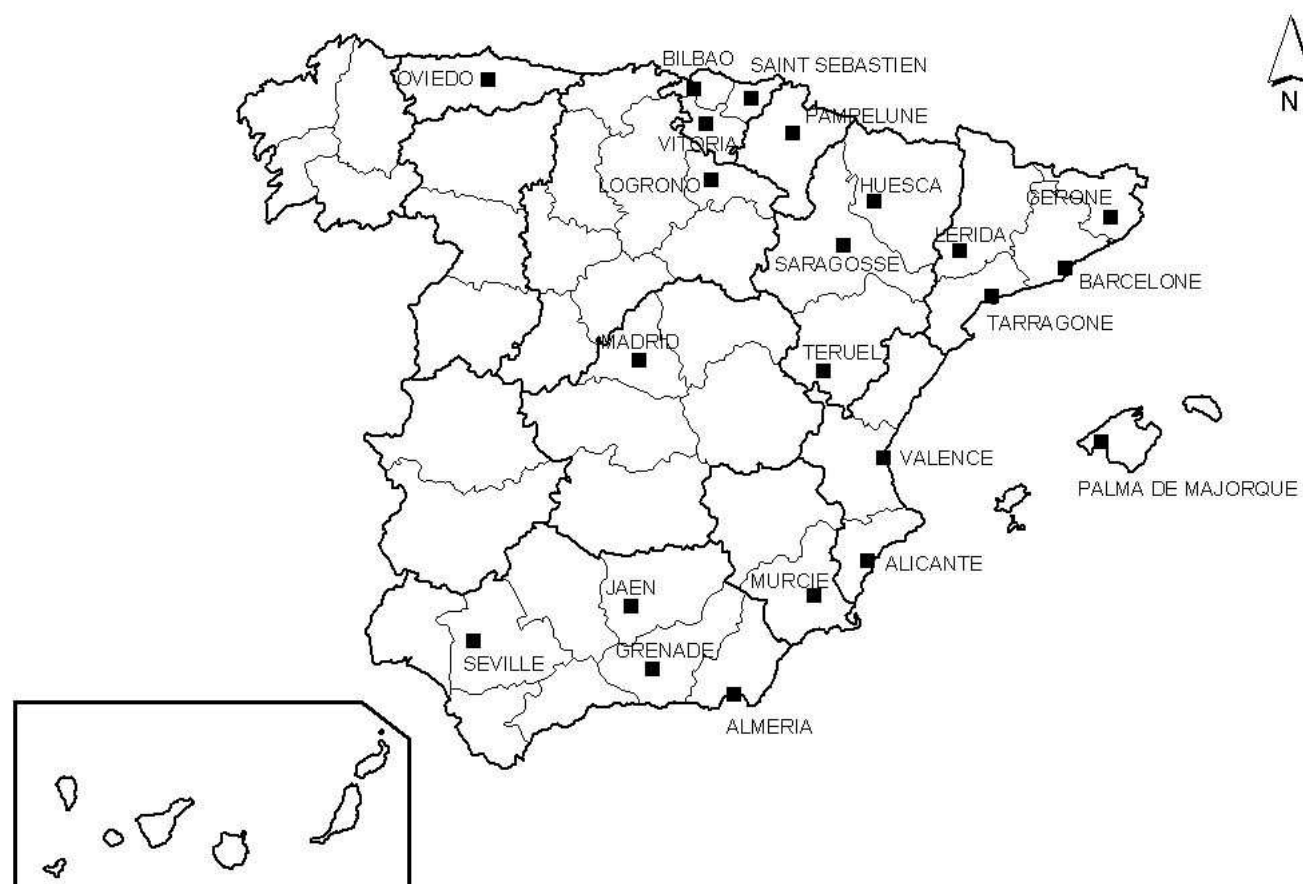 BILBAO
SAINT SEBASTIEN
OVIEDO
N
PAMPELUNE
VITORIA
LOGRONO
HUESCA
GERONE
LERIDA
SARAGOSSE
BARCELONE
TARRAGONE
MADRID
TERUEL
VALENCE
PALMA DE MAJORQUE
ALICANTE
MURCIE
JAEN
GRENADE
SEVILLE
ALMERIA